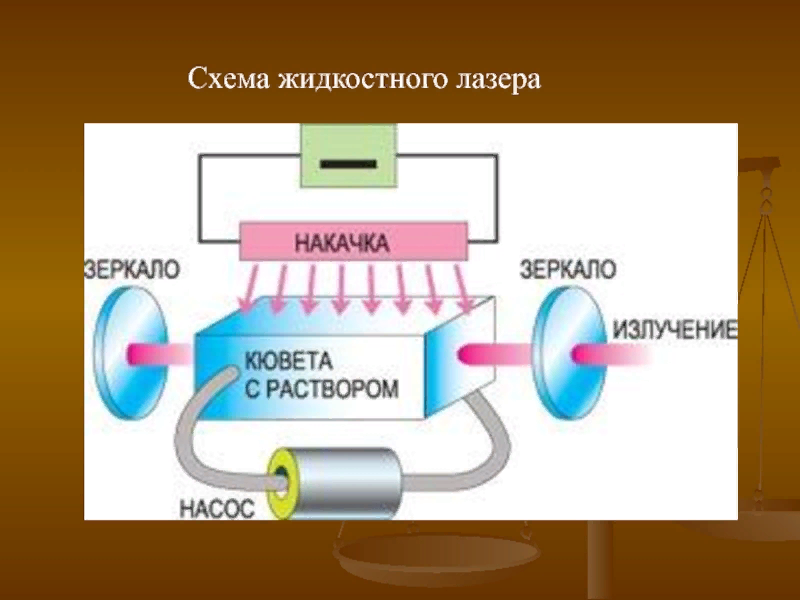 Схема жидкостного лазера
НАКАЧКА
ЗЕРКАЛО
ЗЕРКАЛО
ИЗЛУЧЕНИЕ
КЮВЕТА
С РАСТВОРОМ
НАСОС